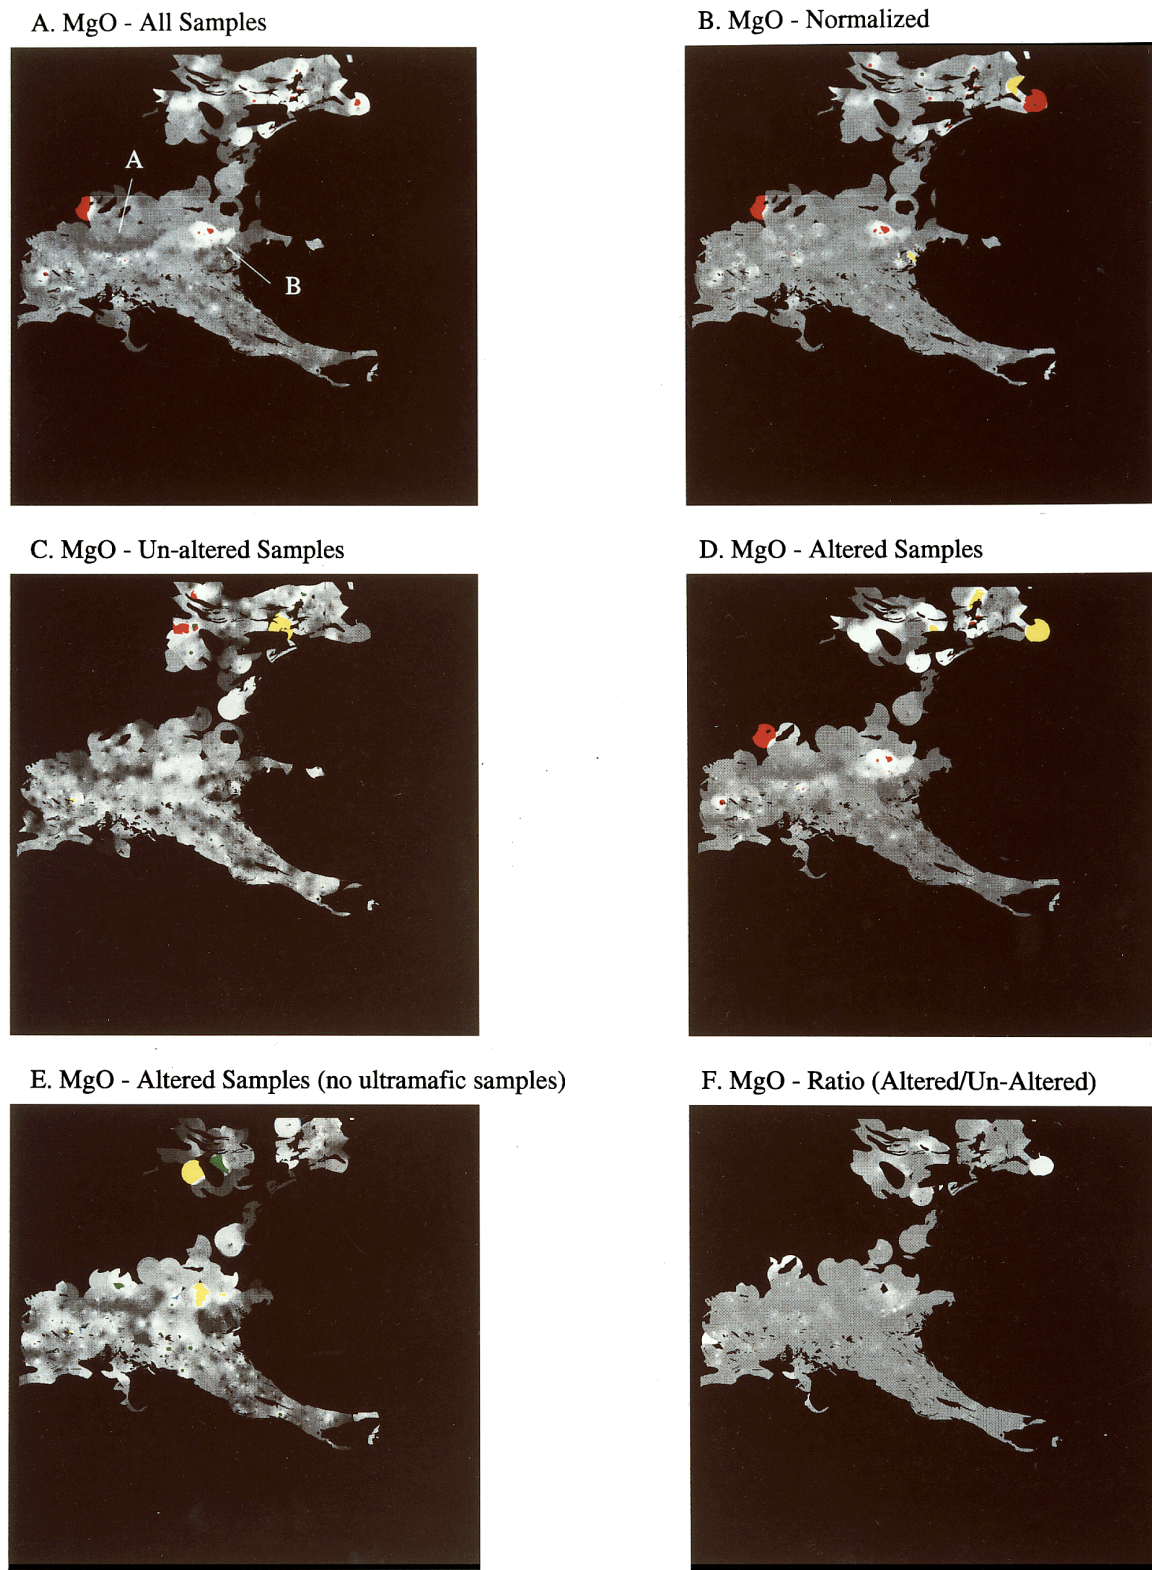 A. MgO - All Samples
B. MgO - Normalized
A
B
C. MgO - Un-altered Samples
D. MgO - Altered Samples
E. MgO - Altered Samples (no ultramafic samples)
F. MgO - Ratio (Altered/Un-Altered)